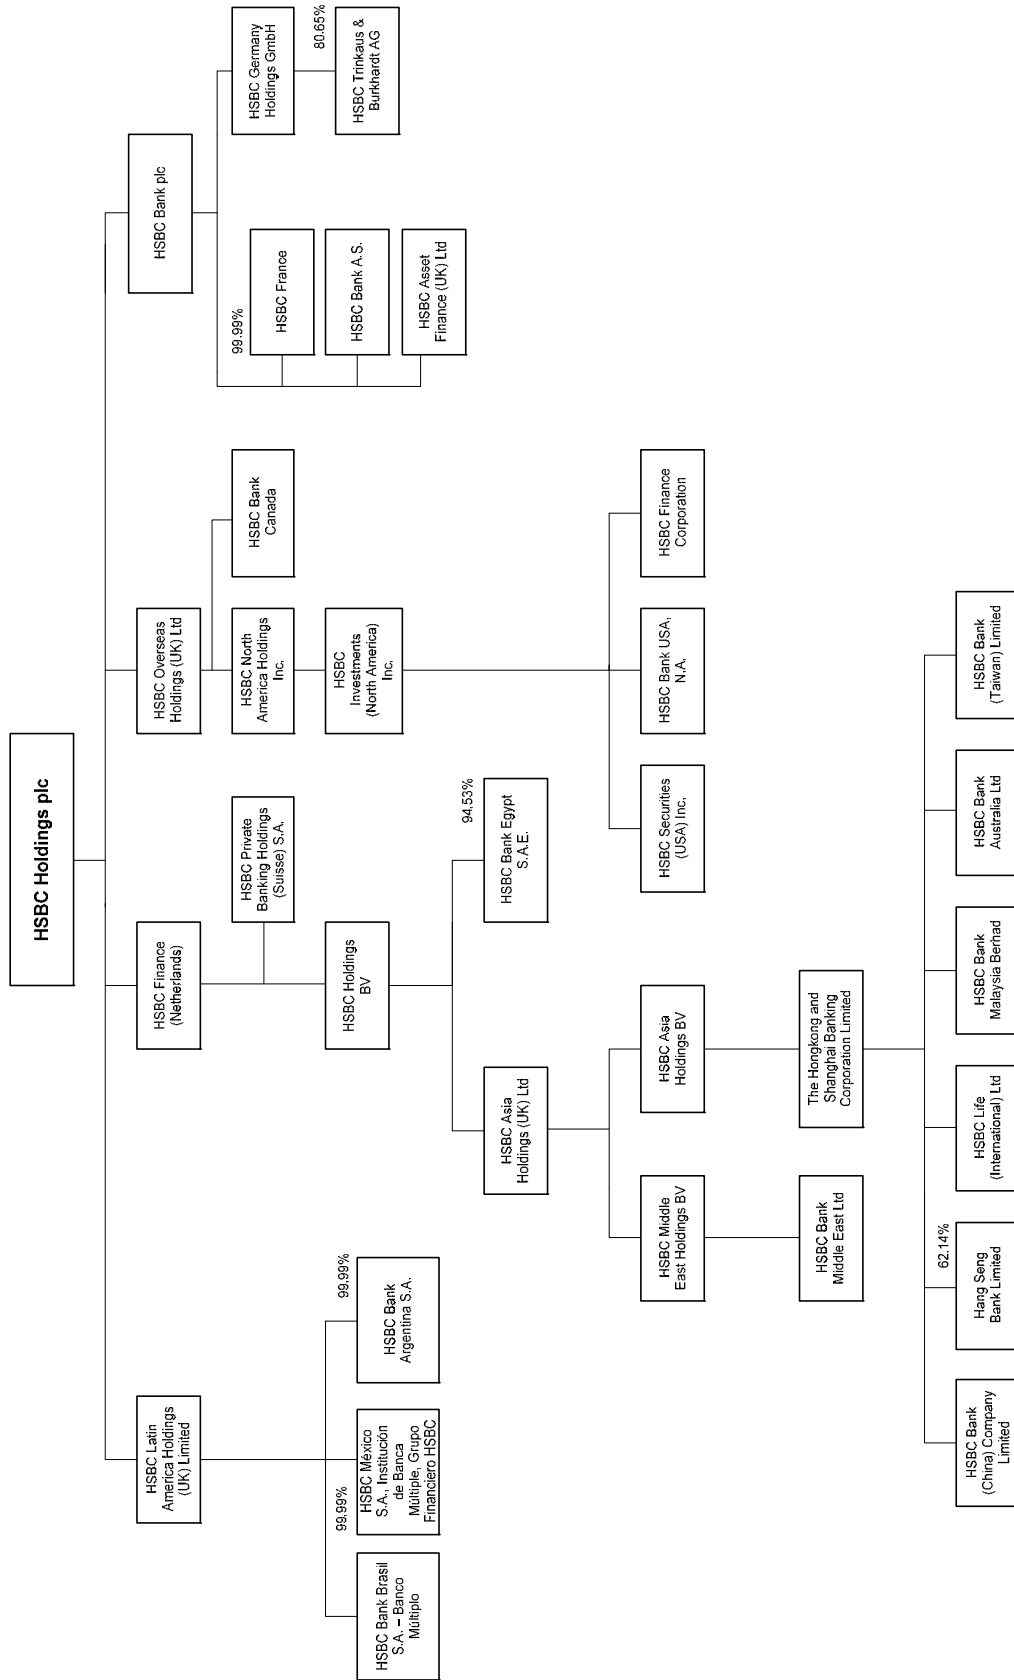 HSBC Holdings plc
HSBC Latin
America Holdings
(UK) Limited
HSBC Finance
(Netherlands)
HSBC Overseas
Holdings (UK) Ltd
HSBC Bank plc
HSBC Private
Banking Holdings
(Suisse) S.A.
HSBC North
America Holdings
Inc.
HSBC Bank
Canada
HSBC Germany
Holdings GmbH
99.99%
HSBC France
99.99%
99.99%
80.65%
HSBC Bank Brasil
S.A. – Banco
Múltiplo
HSBC México
S.A., Institución
de Banca
Múltiple, Grupo
Financiero HSBC
HSBC Bank
Argentina S.A.
HSBC Holdings
BV
HSBC
Investments
(North America)
Inc.
HSBC Bank A.S.
HSBC Trinkaus &
Burkhardt AG
HSBC Asset
Finance (UK) Ltd
94.53%
HSBC Asia
Holdings (UK) Ltd
HSBC Bank Egypt
S.A.E.
HSBC Middle
East Holdings BV
HSBC Asia
Holdings BV
HSBC Securities
(USA) Inc.
HSBC Bank USA,
N.A.
HSBC Finance
Corporation
HSBC Bank
Middle East Ltd
The Hongkong and
Shanghai Banking
Corporation Limited
62.14%
HSBC Bank
(China) Company
Limited
Hang Seng
Bank Limited
HSBC Life
(International) Ltd
HSBC Bank
Malaysia Berhad
HSBC Bank
Australia Ltd
HSBC Bank
(Taiwan) Limited